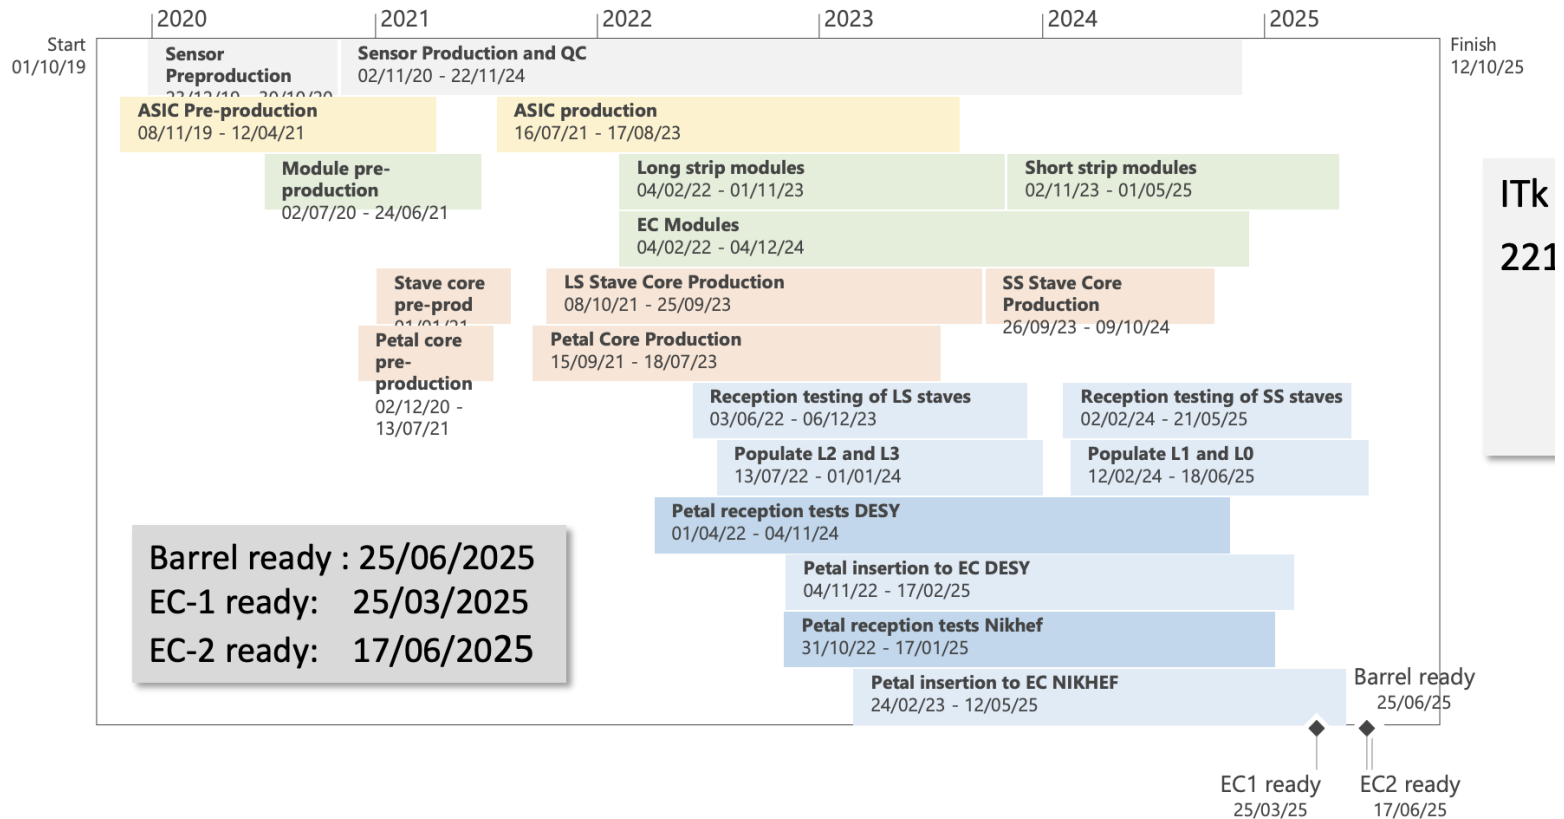 2020
2021
2022
2023
2024
2025
Start
01/10/19
Finish
12/10/25
Sensor
Preproduction
Sensor Production and QC
02/11/20 - 22/11/24
ASIC Pre-production
08/11/19 - 12/04/21
ASIC production
16/07/21 - 17/08/23
Module pre-
production
02/07/20 - 24/06/21
Long strip modules
04/02/22 - 01/11/23
Short strip modules
02/11/23 - 01/05/25
EC Modules
04/02/22 - 04/12/24
Stave core
pre-prod
LS Stave Core Production
08/10/21 - 25/09/23
SS Stave Core
Production
26/09/23 - 09/10/24
Petal core
pre-
production
02/12/20 -
13/07/21
Petal Core Production
15/09/21 - 18/07/23
Reception testing of LS staves
03/06/22 - 06/12/23
Reception testing of SS staves
02/02/24 - 21/05/25
Populate L2 and L3
13/07/22 - 01/01/24
Populate L1 and L0
12/02/24 - 18/06/25
Petal reception tests DESY
01/04/22 - 04/11/24
Petal insertion to EC DESY
04/11/22 - 17/02/25
Petal reception tests Nikhef
31/10/22 - 17/01/25
Petal insertion to EC NIKHEF
24/02/23 - 12/05/25
Barrel ready : 25/06/2025
EC-1 ready: 25/03/2025
EC-2 ready: 17/06/2025
ITk
221
Barrel ready
25/06/25
EC1 ready
25/03/25
EC2 ready
17/06/25